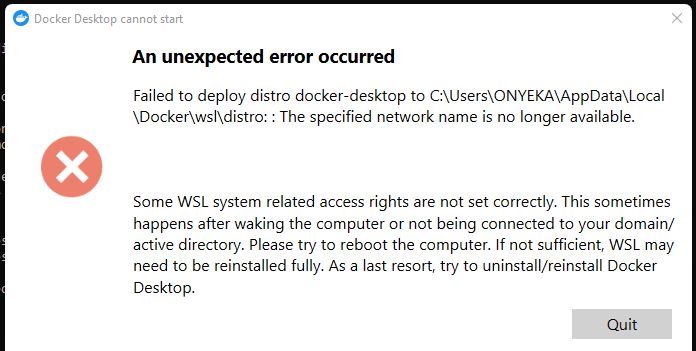 Docker Desktop cannot start
An unexpected error occurred
Failed to deploy distro docker-desktop to C:\Users\ONYEKA\AppData\Local
\Docker\wsl\distro: : The specified network name is no longer available.
Some WSL system related access rights are not set correctly. This sometimes
happens after waking the computer or not being connected to your domain/
active directory. Please try to reboot the computer. If not sufficient, WSL may
need to be reinstalled fully. As a last resort, try to uninstall/reinstall Docker
Desktop.
Quit